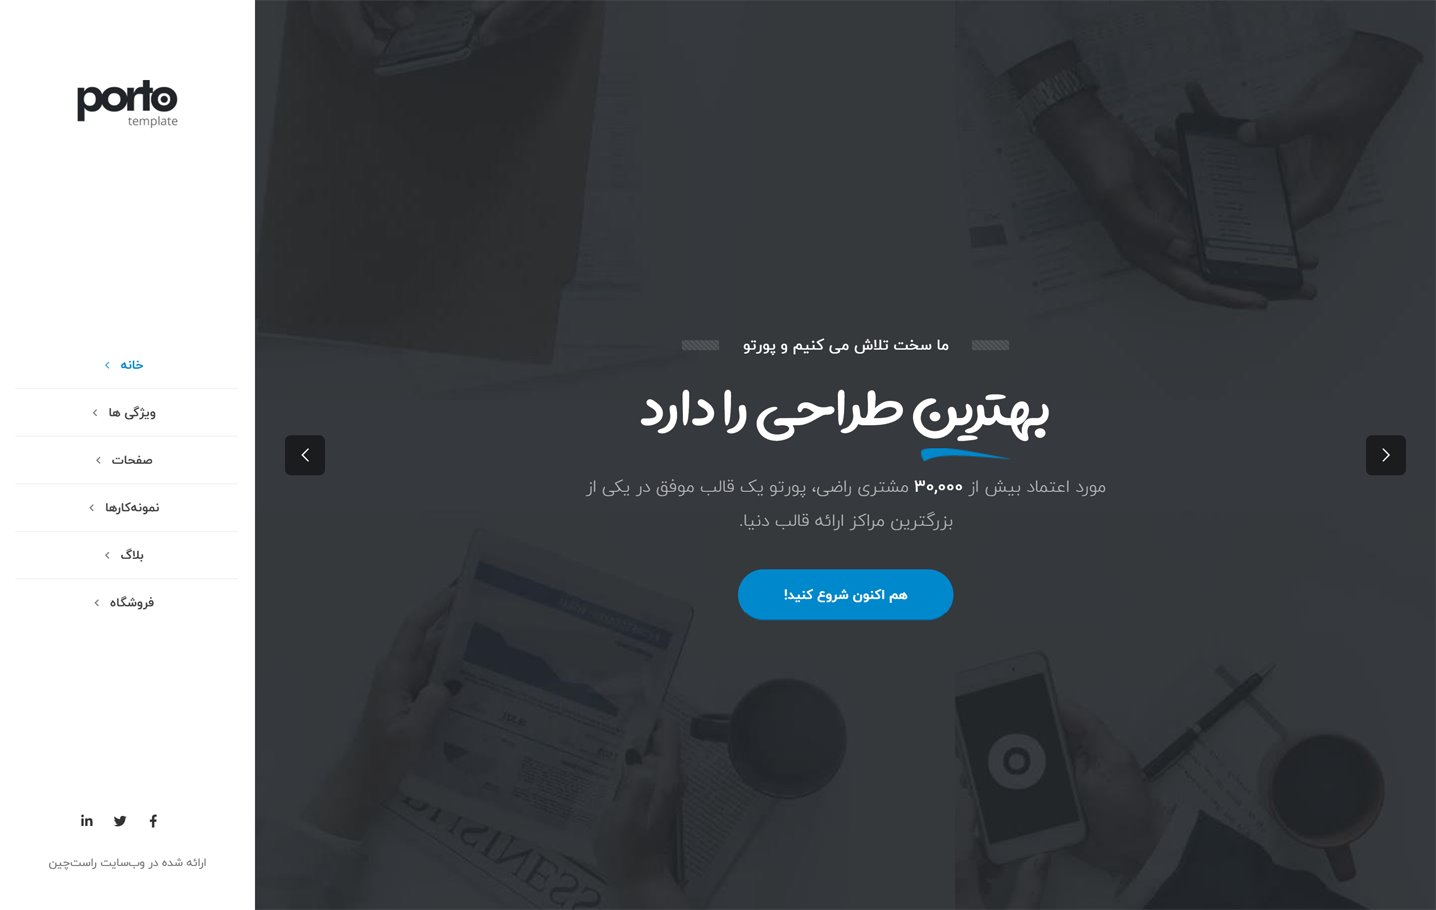 porto
template
خانه
ویژگی ها
صفحات
نمونه‌کارها
بلاگ
فروشگاه
ارائه شده در وب‌سایت راست‌چین
ما سخت تلاش می کنیم و پورتو
بهترین طراحی را دارد
مورد اعتماد بیش از ۳۰,۰۰۰ مشتری راضی، پورتو یک قالب موفق در یکی از
بزرگترین مراکز ارائه قالب دنیا.
هم اکنون شروع کنید!